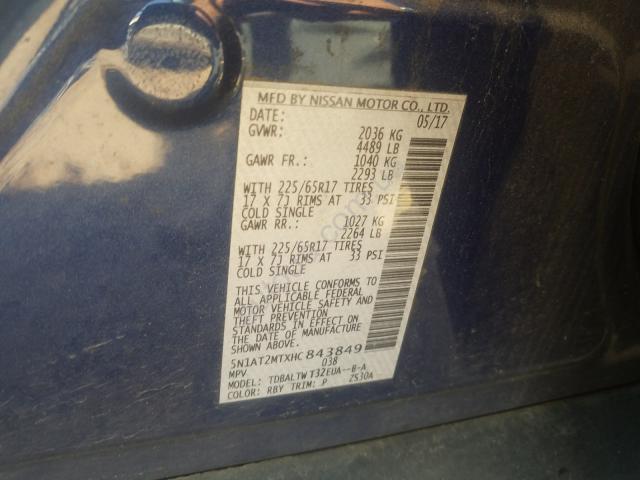 MFD BY NISSAN MOTOR CO., LTD.
DATE: 05/17
GVWR: 2036 KG
4489 LB
GAWR FR.: 1040 KG
2293 LB
WITH 225/65R17 TIRES
17 X 7J RIMS AT 33 PSI
COLD SINGLE
GAWR RR.: 1027 KG
2264 LB
WITH 225/65R17 TIRES
17 X 7J RIMS AT 33 PSI
COLD SINGLE
THIS VEHICLE CONFORMS TO
ALL APPLICABLE FEDERAL
MOTOR VEHICLE SAFETY AND
THEFT PREVENTION
STANDARDS IN EFFECT ON
THE DATE OF MANUFACTURE
SHOWN ABOVE.
5N1AT2MTXHC843849
MPV 038
MODEL: TDBALTWT32EUA--B-A
COLOR: RBY TRIM: P ZS30A